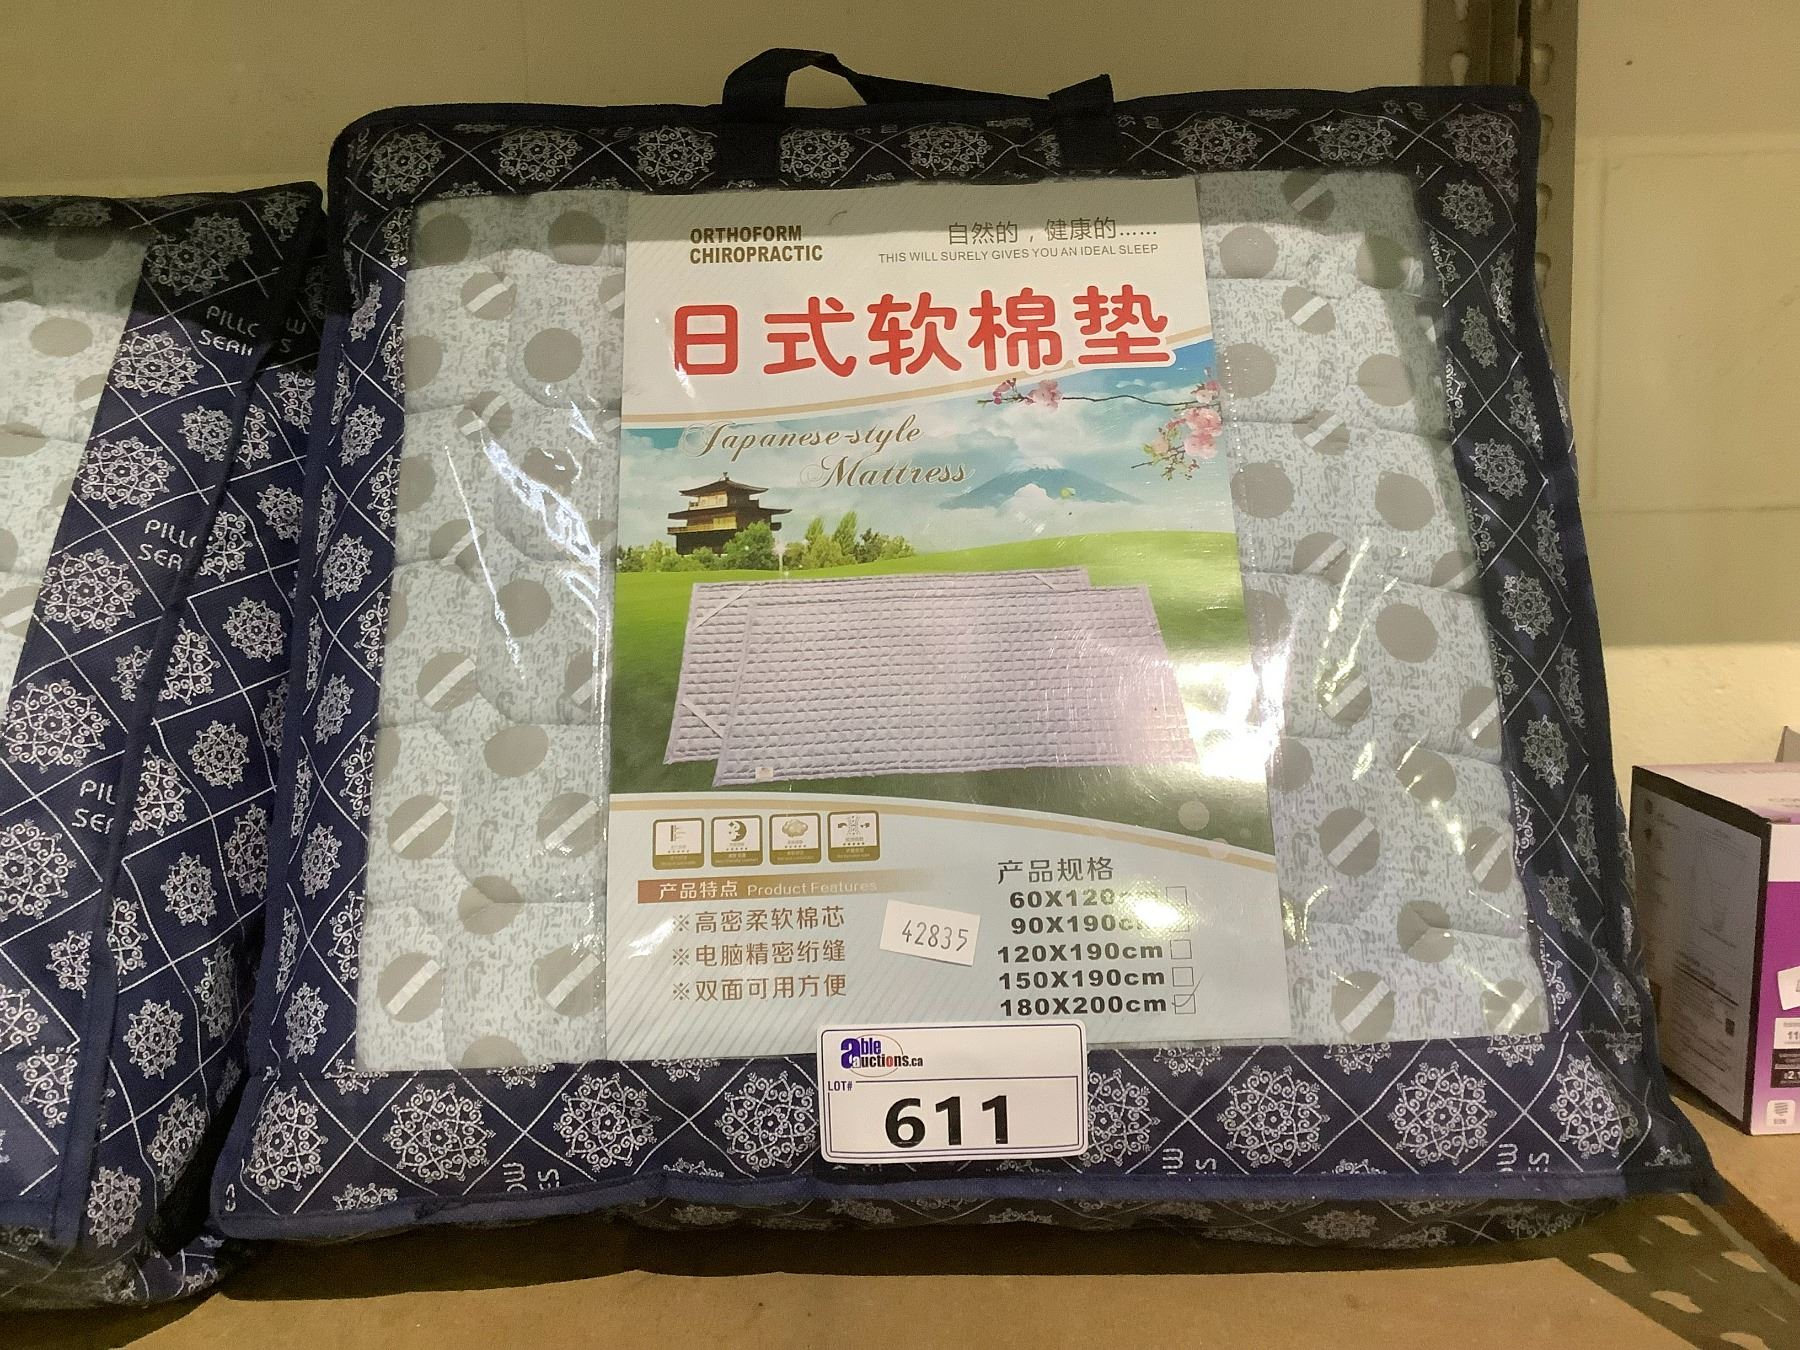 ORTHOFORM
CHIROPRACTIC
自然的，健康的……
THIS WILL SURELY GIVES YOU AN IDEAL SLEEP
日式软棉垫
Japanese-style
Mattress
产品特点 Product Features
※高密柔软棉芯
※电脑精密绗缝
※双面可用方便
42835
产品规格
60X120
90X190
120X190cm
150X190cm
180X200cm
able
auctions.ca
LOT#
611